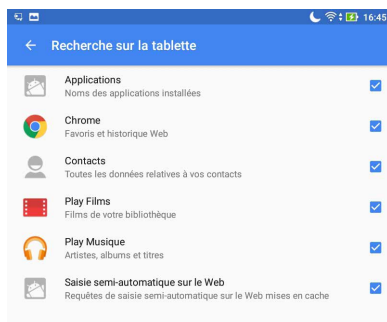 16:45
Recherche sur la tablette
Applications
Noms des applications installées
Chrome
Favoris et historique Web
Contacts
Toutes les données relatives à vos contacts
Play Films
Films de votre bibliothèque
Play Musique
Artistes, albums et titres
Saisie semi-automatique sur le Web
Requêtes de saisie semi-automatique sur le Web mises en cache